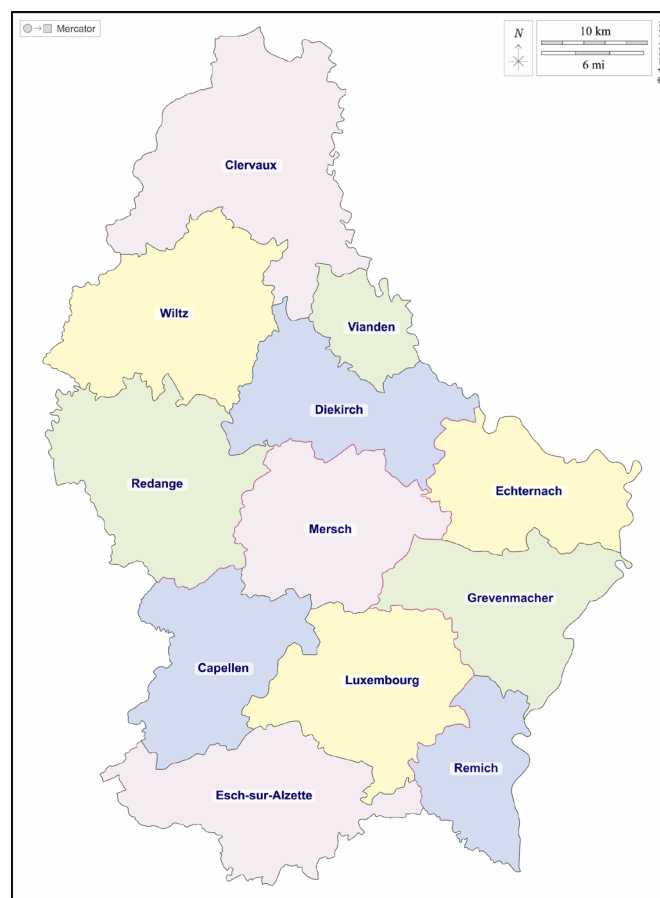 Mercator
N
10 km
6 mi
Clervaux
Wiltz
Vianden
Diekirch
Redange
Echternach
Mersch
Grevenmacher
Capellen
Luxembourg
Remich
Esch-sur-Alzette